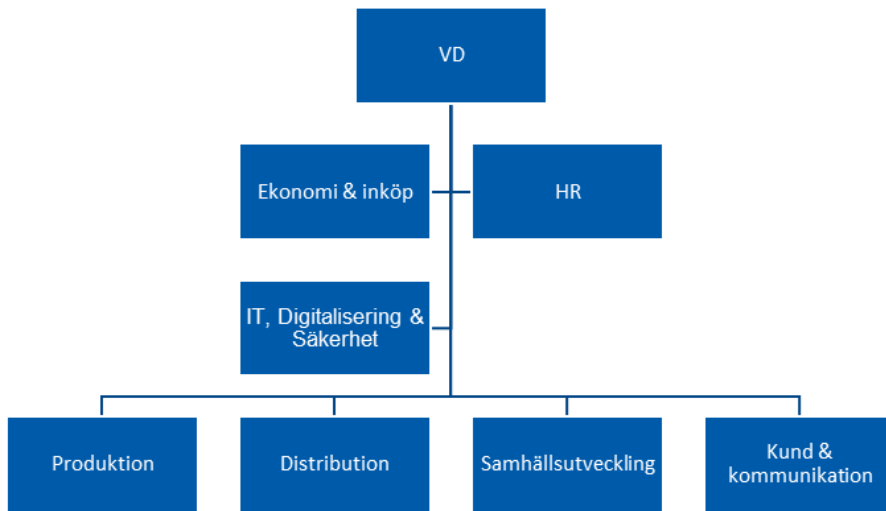 VD
Ekonomi & inköp
HR
IT, Digitalisering &
Säkerhet
Produktion
Distribution
Samhällsutveckling
Kund &
kommunikation